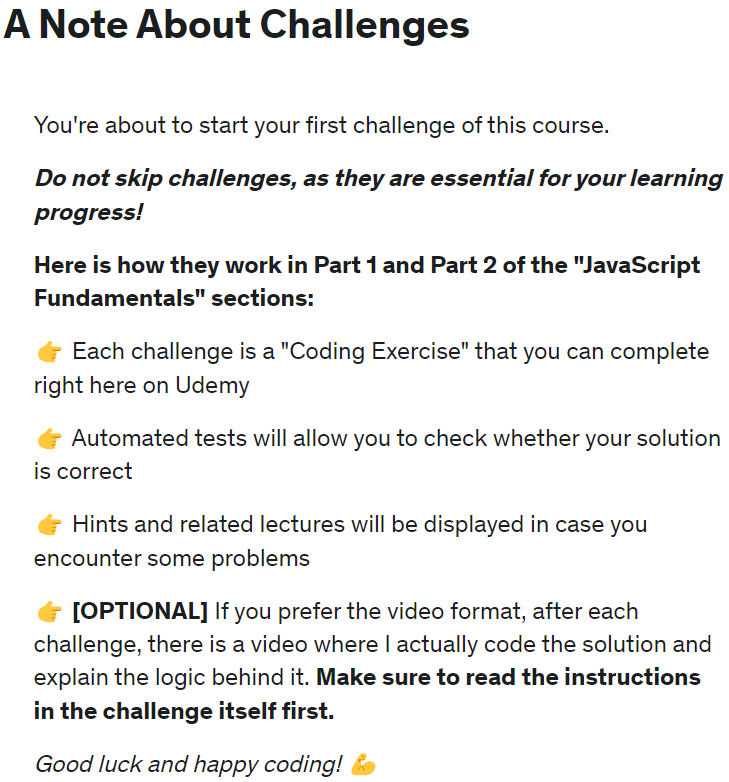 A Note About Challenges
You're about to start your first challenge of this course.
Do not skip challenges, as they are essential for your learning
progress!
Here is how they work in Part 1 and Part 2 of the "JavaScript
Fundamentals" sections:
👉 Each challenge is a "Coding Exercise" that you can complete
right here on Udemy
👉 Automated tests will allow you to check whether your solution
is correct
👉 Hints and related lectures will be displayed in case you
encounter some problems
👉 [OPTIONAL] If you prefer the video format, after each
challenge, there is a video where I actually code the solution and
explain the logic behind it. Make sure to read the instructions
in the challenge itself first.
Good luck and happy coding! 💪